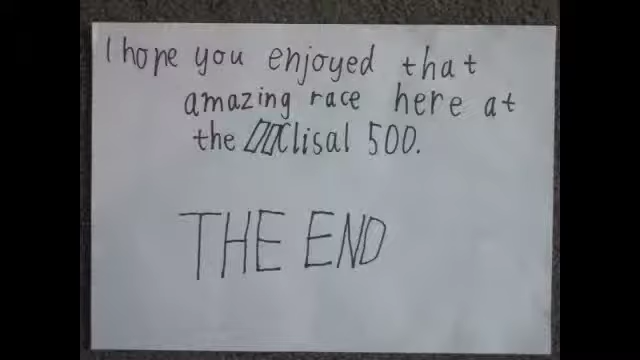 I hope you enjoyed that
amazing race here at
the Clisal 500.
THE END